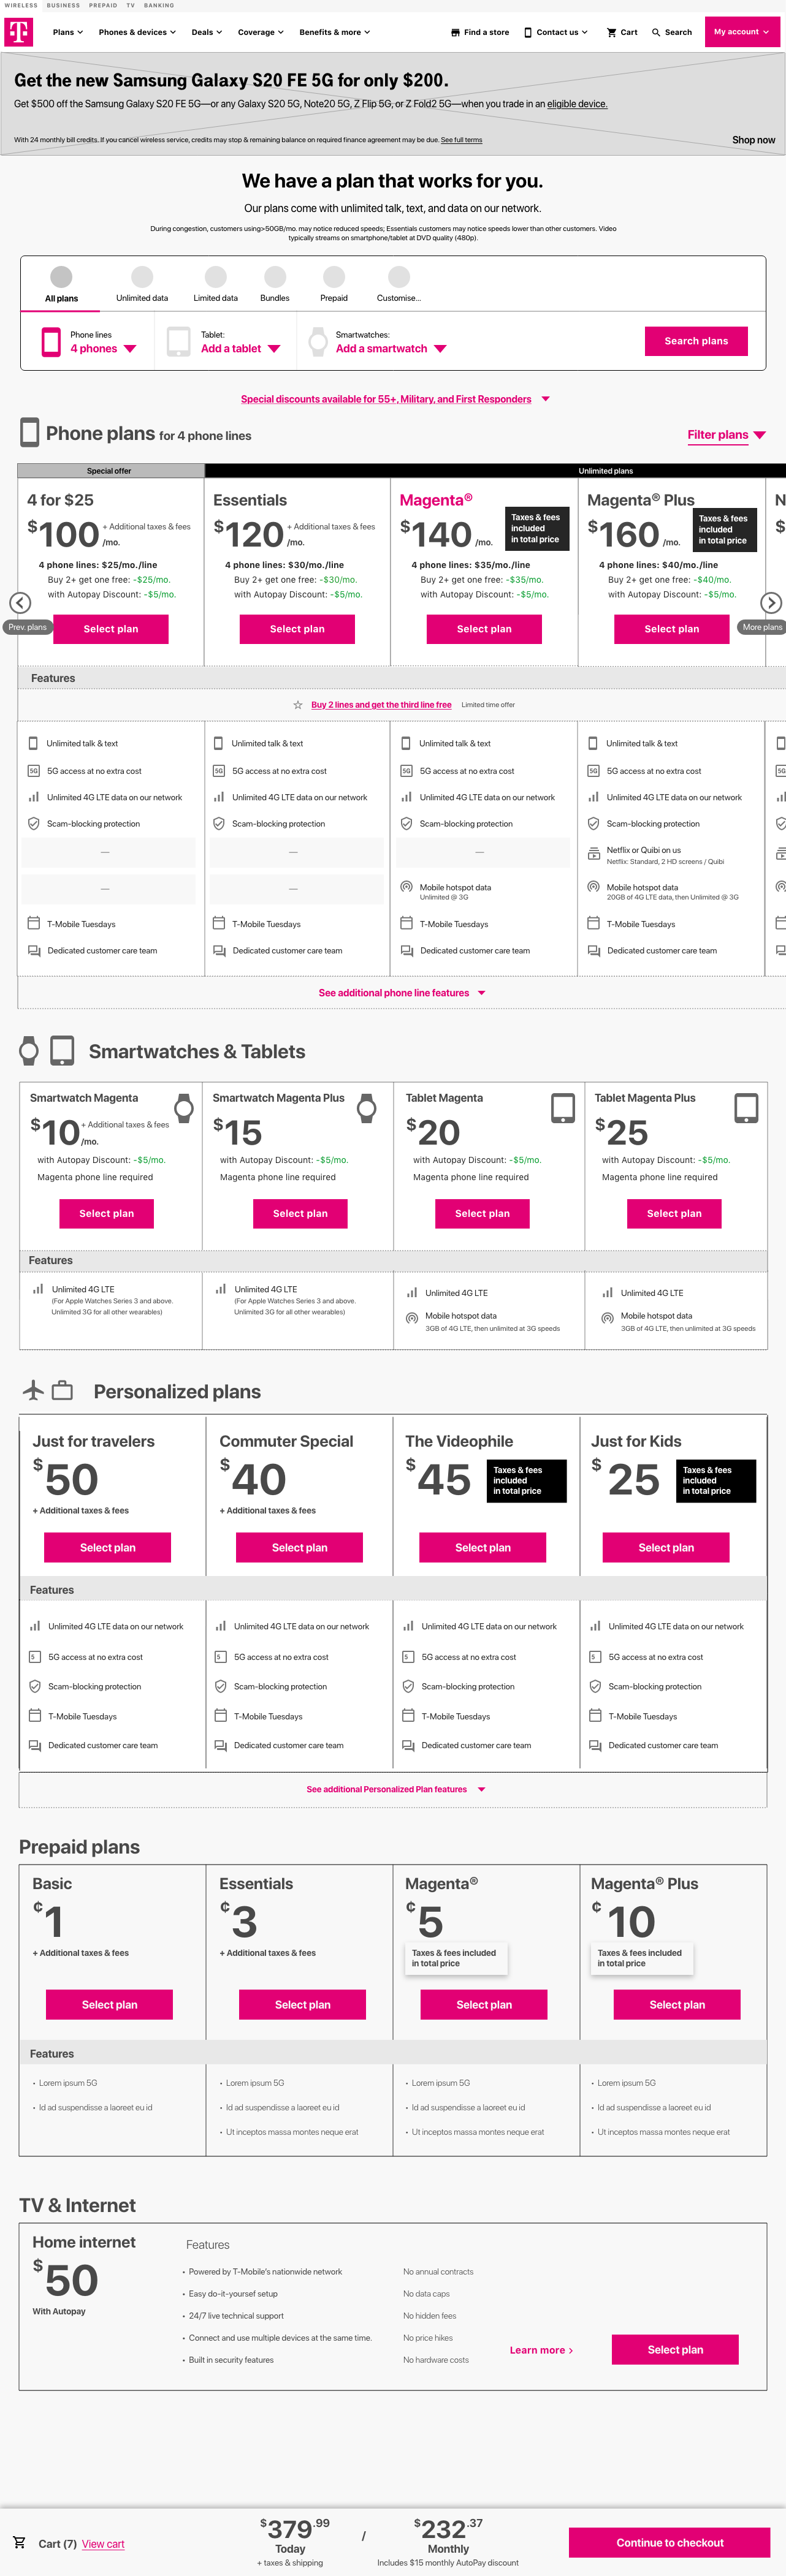 WIRELESS BUSINESS PREPAID TV BANKING
T
Plans Phones & devices Deals Coverage Benefits & more Find a store Contact us Cart Search My account
Get the new Samsung Galaxy S20 FE 5G for only $200.
Get $500 off the Samsung Galaxy S20 FE 5G—or any Galaxy S20 5G, Note20 5G, Z Flip 5G, or Z Fold2 5G—when you trade in an eligible device.
With 24 monthly bill credits. If you cancel wireless service, credits may stop & remaining balance on required finance agreement may be due. See full terms
Shop now
We have a plan that works for you.
Our plans come with unlimited talk, text, and data on our network.
During congestion, customers using>50GB/mo. may notice reduced speeds; Essentials customers may notice speeds lower than other customers. Video
typically streams on smartphone/tablet at DVD quality (480p).
All plans Unlimited data Limited data Bundles Prepaid Customise...
Phone lines Tablet: Smartwatches:
4 phones Add a tablet Add a smartwatch Search plans
Special discounts available for 55+, Military, and First Responders
Phone plans for 4 phone lines
Filter plans
Special offer Unlimited plans
4 for $25 Essentials Magenta® Magenta® Plus N
$100 + Additional taxes & fees /mo. $120 + Additional taxes & fees /mo. $140 /mo. Taxes & fees included in total price $160 /mo. Taxes & fees included in total price $
4 phone lines: $25/mo./line 4 phone lines: $30/mo./line 4 phone lines: $35/mo./line 4 phone lines: $40/mo./line
Buy 2+ get one free: -$25/mo. Buy 2+ get one free: -$30/mo. Buy 2+ get one free: -$35/mo. Buy 2+ get one free: -$40/mo.
with Autopay Discount: -$5/mo. with Autopay Discount: -$5/mo. with Autopay Discount: -$5/mo. with Autopay Discount: -$5/mo.
Prev. plans Select plan Select plan Select plan Select plan More plans
Features
Buy 2 lines and get the third line free Limited time offer
Unlimited talk & text Unlimited talk & text Unlimited talk & text Unlimited talk & text
5G 5G access at no extra cost 5G 5G access at no extra cost 5G 5G access at no extra cost 5G 5G access at no extra cost 5G
Unlimited 4G LTE data on our network Unlimited 4G LTE data on our network Unlimited 4G LTE data on our network Unlimited 4G LTE data on our network
Scam-blocking protection Scam-blocking protection Scam-blocking protection Scam-blocking protection
— — — Netflix or Quibi on us
Netflix: Standard, 2 HD screens / Quibi
— — Mobile hotspot data Mobile hotspot data
Unlimited @ 3G 20GB of 4G LTE data, then Unlimited @ 3G
T-Mobile Tuesdays T-Mobile Tuesdays T-Mobile Tuesdays T-Mobile Tuesdays
Dedicated customer care team Dedicated customer care team Dedicated customer care team Dedicated customer care team
See additional phone line features
Smartwatches & Tablets
Smartwatch Magenta Smartwatch Magenta Plus Tablet Magenta Tablet Magenta Plus
$10 + Additional taxes & fees /mo. $15 $20 $25
with Autopay Discount: -$5/mo. with Autopay Discount: -$5/mo. with Autopay Discount: -$5/mo. with Autopay Discount: -$5/mo.
Magenta phone line required Magenta phone line required Magenta phone line required Magenta phone line required
Select plan Select plan Select plan Select plan
Features
Unlimited 4G LTE Unlimited 4G LTE Unlimited 4G LTE Unlimited 4G LTE
(For Apple Watches Series 3 and above. (For Apple Watches Series 3 and above. Mobile hotspot data Mobile hotspot data
Unlimited 3G for all other wearables) Unlimited 3G for all other wearables) 3GB of 4G LTE, then unlimited at 3G speeds 3GB of 4G LTE, then unlimited at 3G speeds
Personalized plans
Just for travelers Commuter Special The Videophile Just for Kids
$50 $40 $45 Taxes & fees included in total price $25 Taxes & fees included in total price
+ Additional taxes & fees + Additional taxes & fees
Select plan Select plan Select plan Select plan
Features
Unlimited 4G LTE data on our network Unlimited 4G LTE data on our network Unlimited 4G LTE data on our network Unlimited 4G LTE data on our network
5 5G access at no extra cost 5 5G access at no extra cost 5 5G access at no extra cost 5 5G access at no extra cost
Scam-blocking protection Scam-blocking protection Scam-blocking protection Scam-blocking protection
T-Mobile Tuesdays T-Mobile Tuesdays T-Mobile Tuesdays T-Mobile Tuesdays
Dedicated customer care team Dedicated customer care team Dedicated customer care team Dedicated customer care team
See additional Personalized Plan features
Prepaid plans
Basic Essentials Magenta® Magenta® Plus
¢1 ¢3 ¢5 ¢10
+ Additional taxes & fees + Additional taxes & fees Taxes & fees included Taxes & fees included
in total price in total price
Select plan Select plan Select plan Select plan
Features
• Lorem ipsum 5G • Lorem ipsum 5G • Lorem ipsum 5G • Lorem ipsum 5G
• Id ad suspendisse a laoreet eu id • Id ad suspendisse a laoreet eu id • Id ad suspendisse a laoreet eu id • Id ad suspendisse a laoreet eu id
• Ut inceptos massa montes neque erat • Ut inceptos massa montes neque erat • Ut inceptos massa montes neque erat
TV & Internet
Home internet Features
$50
With Autopay
• Powered by T-Mobile's nationwide network No annual contracts
• Easy do-it-yoursef setup No data caps
• 24/7 live technical support No hidden fees
• Connect and use multiple devices at the same time. No price hikes
• Built in security features No hardware costs
Learn more > Select plan
Cart (7) View cart
$379.99 / $232.37
Today Monthly
+ taxes & shipping Includes $15 monthly AutoPay discount
Continue to checkout